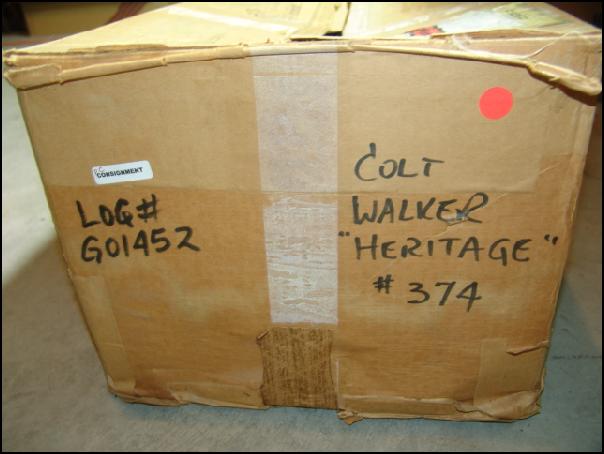 CONSIGNMENT
LOG#
G01452
COLT
WALKER
"HERITAGE"
# 374